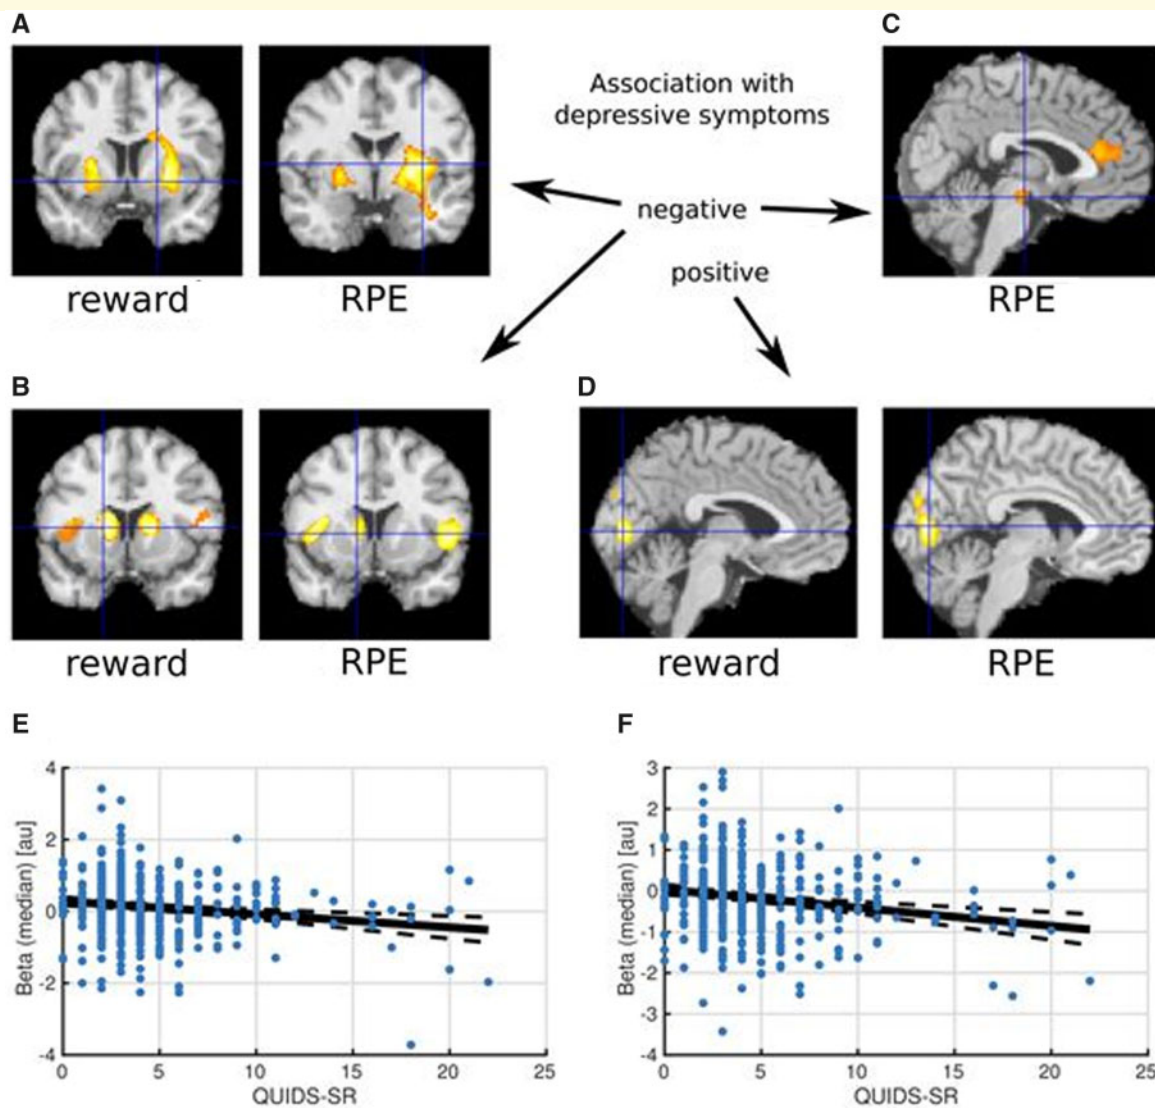 A
C
Association with
depressive symptoms
negative
positive
reward
RPE
RPE
B
D
reward
RPE
reward
RPE
E
F
4
2
0
-2
-4
Beta (median) [au]
0 5 10 15 20 25
QUIDS-SR
3
2
1
0
-1
-2
-3
-4
Beta (median) [au]
0 5 10 15 20 25
QUIDS-SR